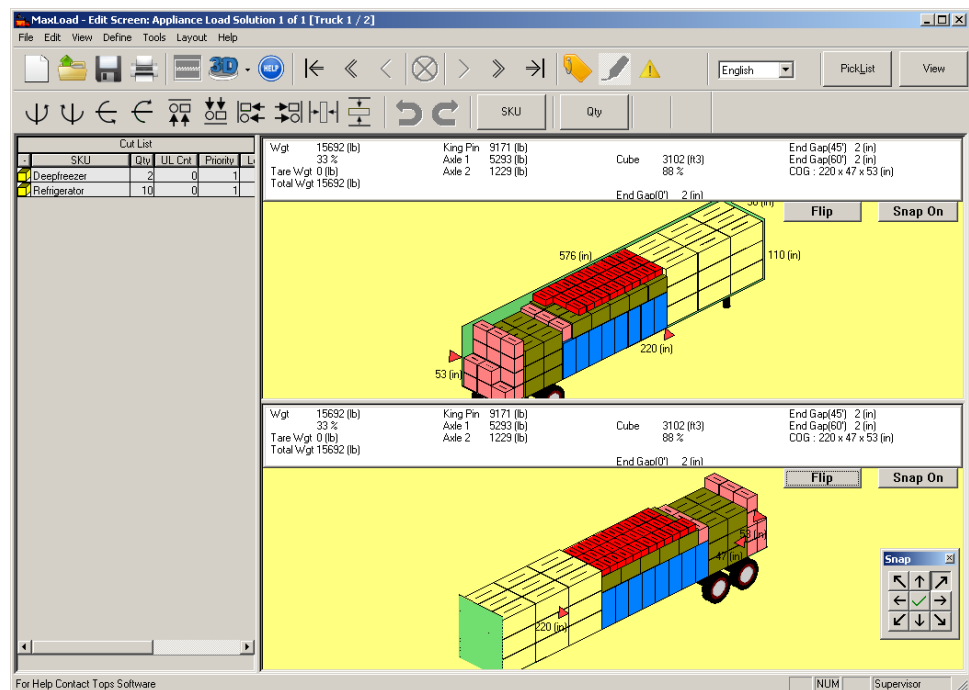 MaxLoad - Edit Screen: Appliance Load Solution 1 of 1 [Truck 1 / 2]
File Edit View Define Tools Layout Help
3D HELP English PickList View
SKU Qty
Cut List
- SKU Qty UL Cnt Priority
Deepfreezer 2 0 1
Refrigerator 10 0 1
Wgt 15692 (lb) King Pin 9171 (lb) End Gap(45') 2 (in)
33 % Axle 1 5293 (lb) Cube 3102 (ft3) End Gap(60') 2 (in)
Tare Wgt 0 (lb) Axle 2 1229 (lb) 88 % COG : 220 x 47 x 53 (in)
Total Wgt 15692 (lb)
End Gap(0') 2 (in)
Flip Snap On
576 (in)
110 (in)
220 (in)
53 (in)
Wgt 15692 (lb) King Pin 9171 (lb) End Gap(45') 2 (in)
33 % Axle 1 5293 (lb) Cube 3102 (ft3) End Gap(60') 2 (in)
Tare Wgt 0 (lb) Axle 2 1229 (lb) 88 % COG : 220 x 47 x 53 (in)
Total Wgt 15692 (lb)
End Gap(0') 2 (in)
Flip Snap On
53 (in)
47 (in)
Snap
220 (in)
For Help Contact Tops Software NUM Supervisor